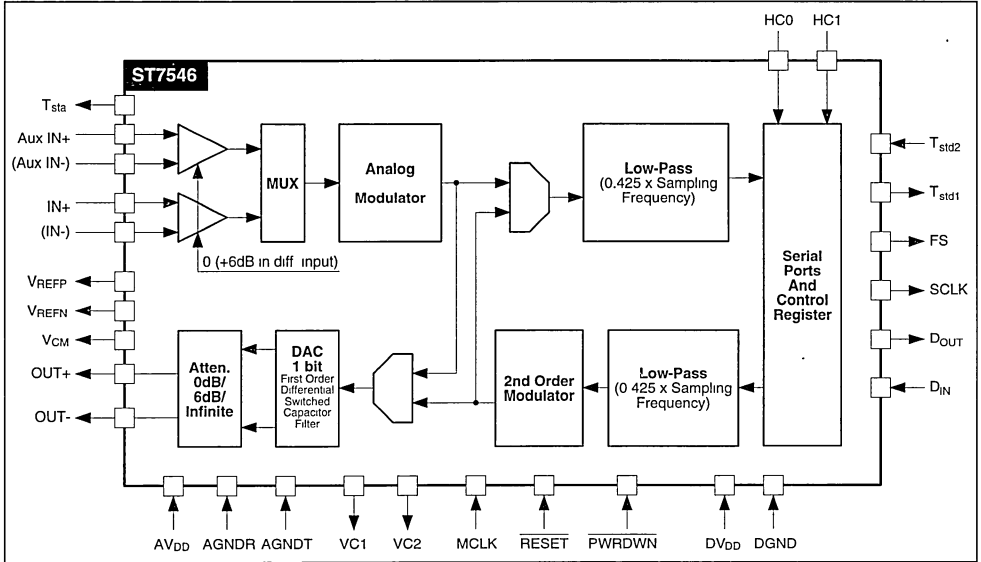 HC0 HC1
ST7546
Tsta
Aux IN+
(Aux IN-)
IN+
(IN-)
VREFP
VREFN
VCM
OUT+
OUT-
MUX
Analog
Modulator
0 (+6dB in diff input)
Low-Pass
(0.425 x Sampling
Frequency)
Serial
Ports
And
Control
Register
Tstd2
Tstd1
FS
SCLK
DOUT
DIN
Atten.
0dB/
6dB/
Infinite
DAC
1 bit
First Order
Differential
Switched
Capacitor
Filter
2nd Order
Modulator
Low-Pass
(0 425 x Sampling
Frequency)
AVDD AGNDR AGNDT VC1 VC2 MCLK RESET PWRDWN DVDD DGND